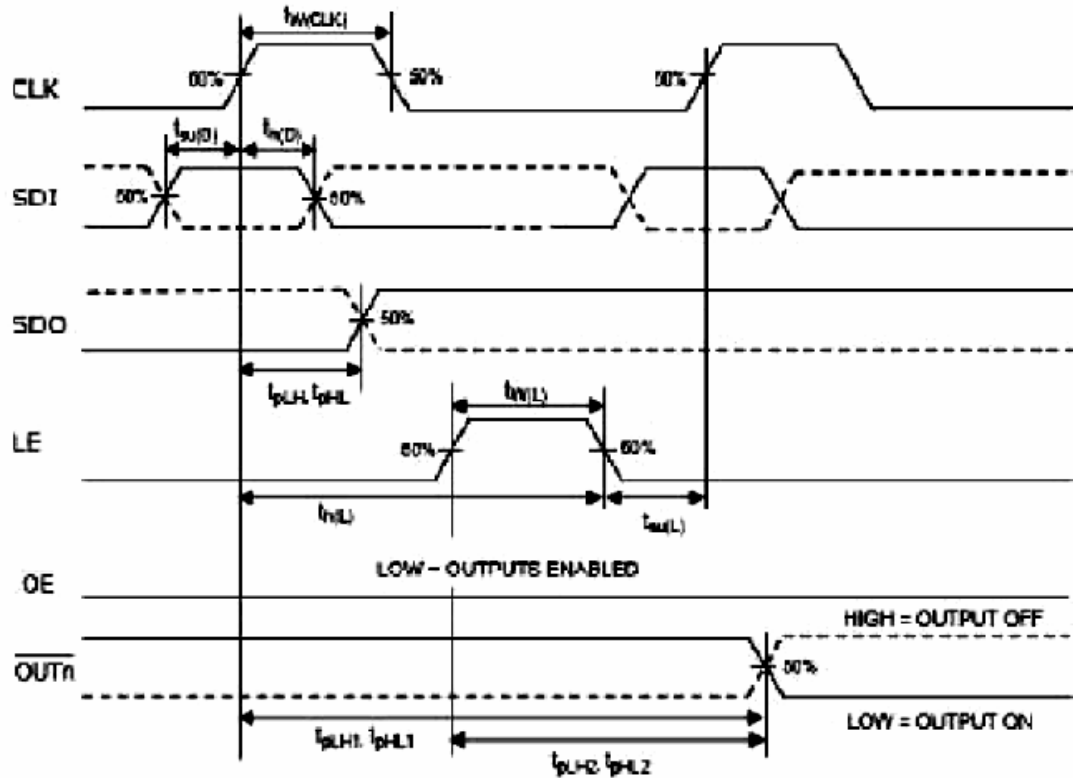 tW(CLK)
CLK
50%
50%
50%
tsu(D)
th(D)
SDI
50%
50%
SDO
50%
tpLH, tpHL
tW(L)
LE
50%
50%
th(L)
tsu(L)
LOW = OUTPUTS ENABLED
OE
HIGH = OUTPUT OFF
OUTn
50%
LOW = OUTPUT ON
tpLH1, tpHL1
tpLH2, tpHL2